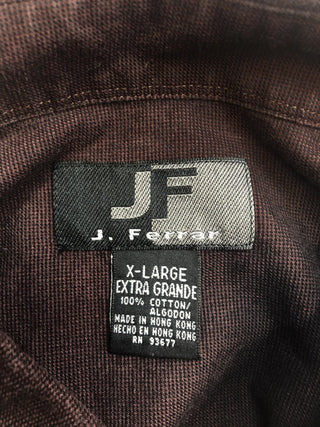 JF
J. Ferrar
X-LARGE
EXTRA GRANDE
100% COTTON/
ALGODON
MADE IN HONG KONG
HECHO EN HONG KONG
RN 93677